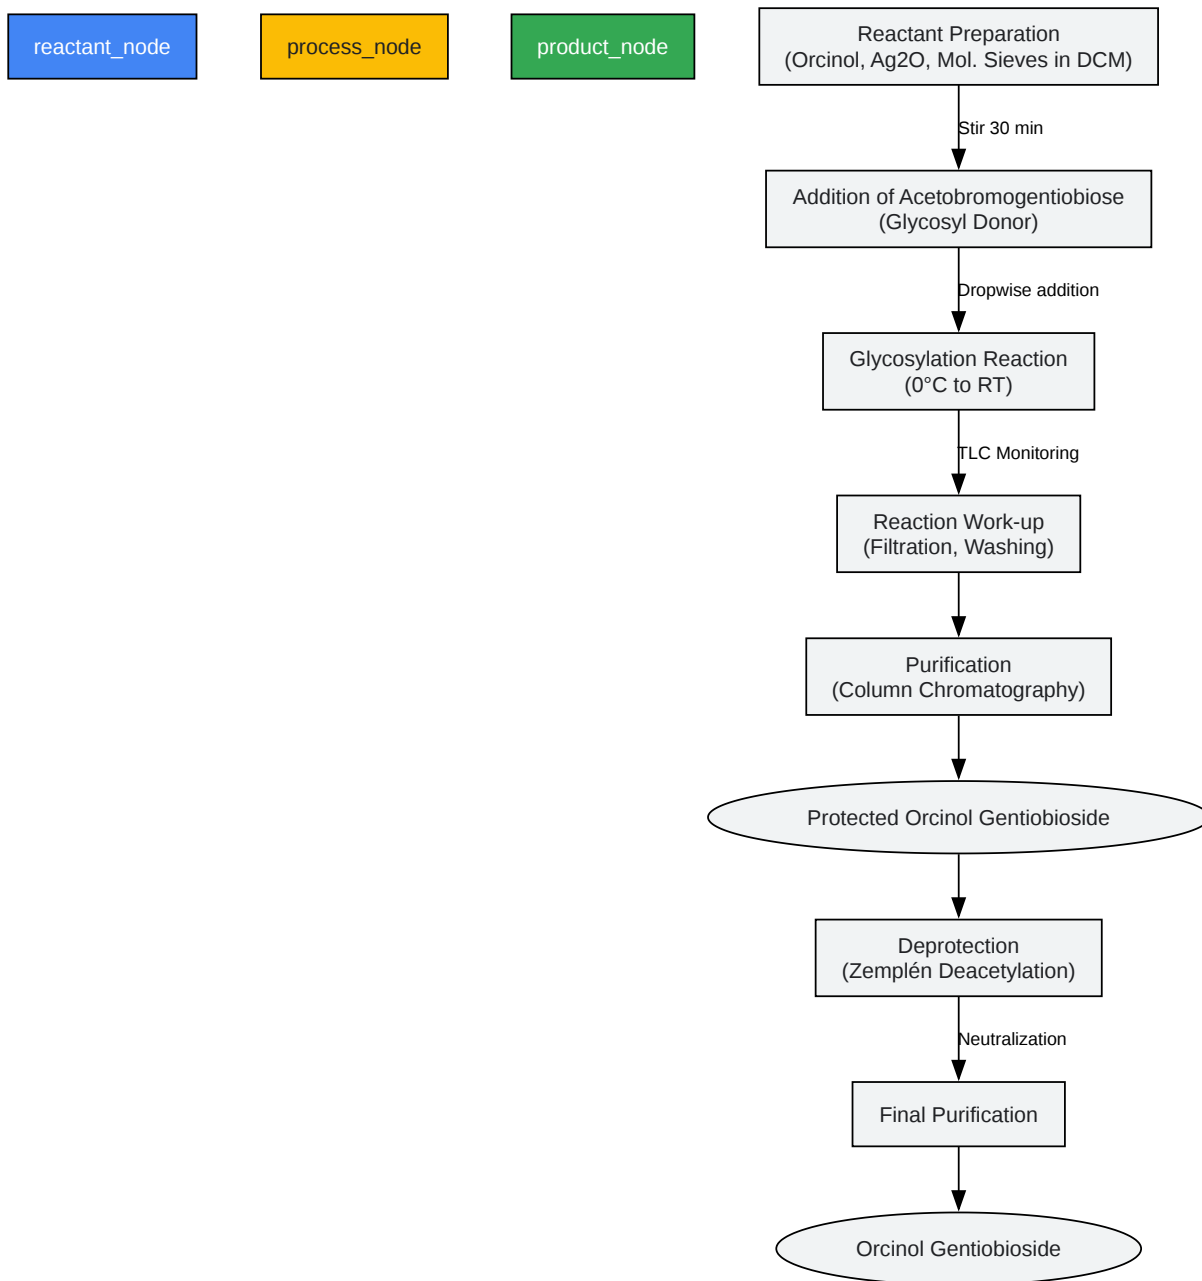 reactant_node
process_node
product_node
Reactant Preparation
(Orcinol, Ag2O, Mol. Sieves in DCM)
Stir 30 min
Addition of Acetobromogentiobiose
(Glycosyl Donor)
Dropwise addition
Glycosylation Reaction
(0°C to RT)
TLC Monitoring
Reaction Work-up
(Filtration, Washing)
Purification
(Column Chromatography)
Protected Orcinol Gentiobioside
Deprotection
(Zemplén Deacetylation)
Neutralization
Final Purification
Orcinol Gentiobioside